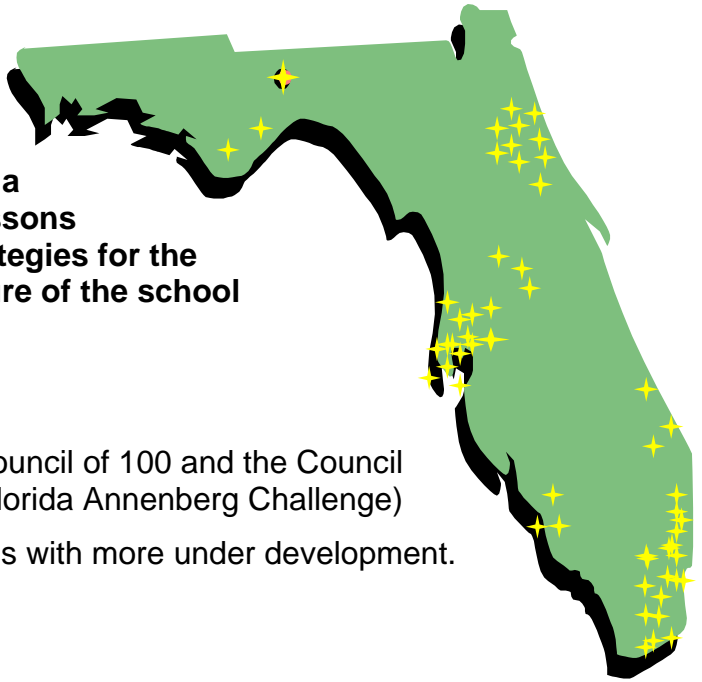 a
ssons
tegies for the
re of the school
ouncil of 100 and the Council
lorida Annenberg Challenge)
s with more under development.